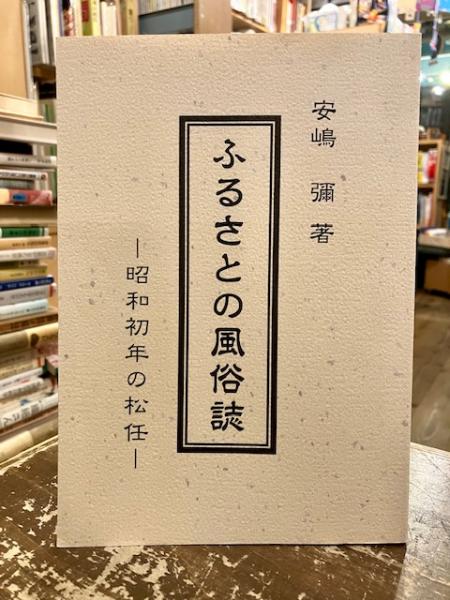 安嶋 彌 著
ふるさとの風俗誌
―昭和初年の松任―